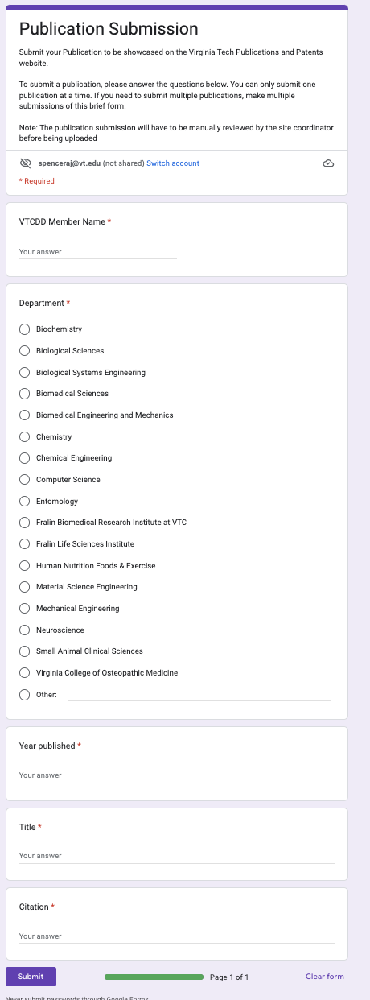 Publication Submission
Submit your Publication to be showcased on the Virginia Tech Publications and Patents
website.
To submit a publication, please answer the questions below. You can only submit one
publication at a time. If you need to submit multiple publications, make multiple
submissions of this brief form.
Note: The publication submission will have to be manually reviewed by the site coordinator
before being uploaded
spenceraj@vt.edu (not shared) Switch account
* Required
VTCDD Member Name *
Your answer
Department *
Biochemistry
Biological Sciences
Biological Systems Engineering
Biomedical Sciences
Biomedical Engineering and Mechanics
Chemistry
Chemical Engineering
Computer Science
Entomology
Fralin Biomedical Research Institute at VTC
Fralin Life Sciences Institute
Human Nutrition Foods & Exercise
Material Science Engineering
Mechanical Engineering
Neuroscience
Small Animal Clinical Sciences
Virginia College of Osteopathic Medicine
Other:
Year published *
Your answer
Title *
Your answer
Citation *
Your answer
Submit Page 1 of 1 Clear form
Never submit passwords through Google Forms.